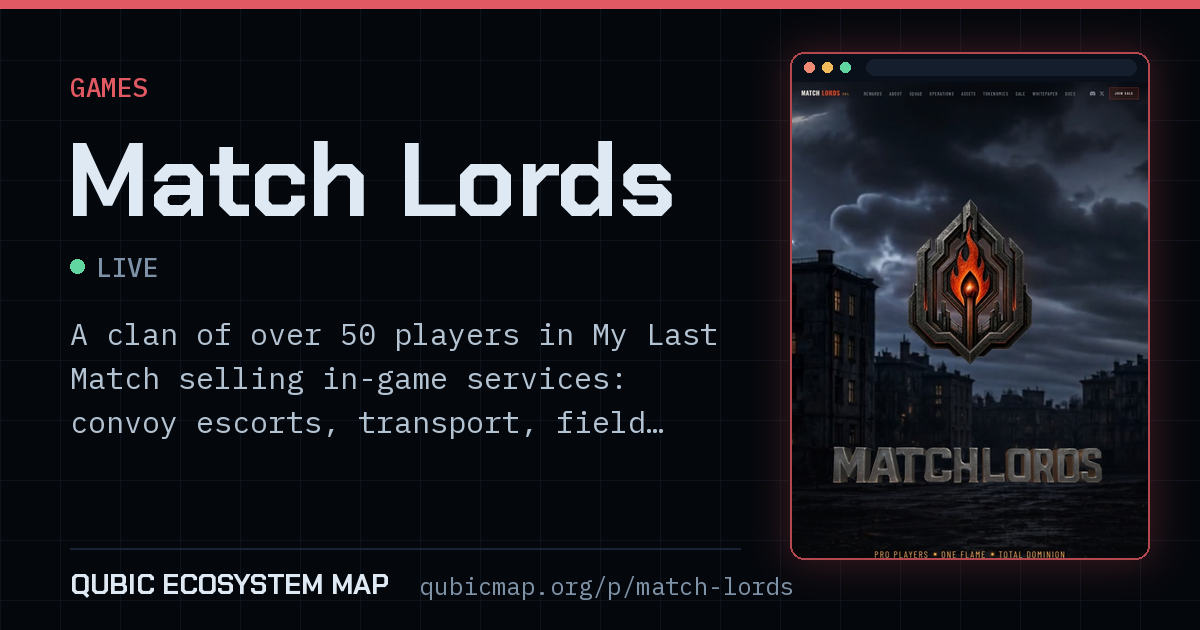 GAMES
Match Lords
LIVE
A clan of over 50 players in My Last
Match selling in-game services:
convoy escorts, transport, field…
QUBIC ECOSYSTEM MAP
qubicmap.org/p/match-lords
MATCH LORDS
REWARDS ABOUT SQUAD OPERATIONS ASSETS TOKENOMICS SALE WHITEPAPER DOCS
JOIN SALE
MATCHLORDS
PRO PLAYERS • ONE FLAME • TOTAL DOMINION